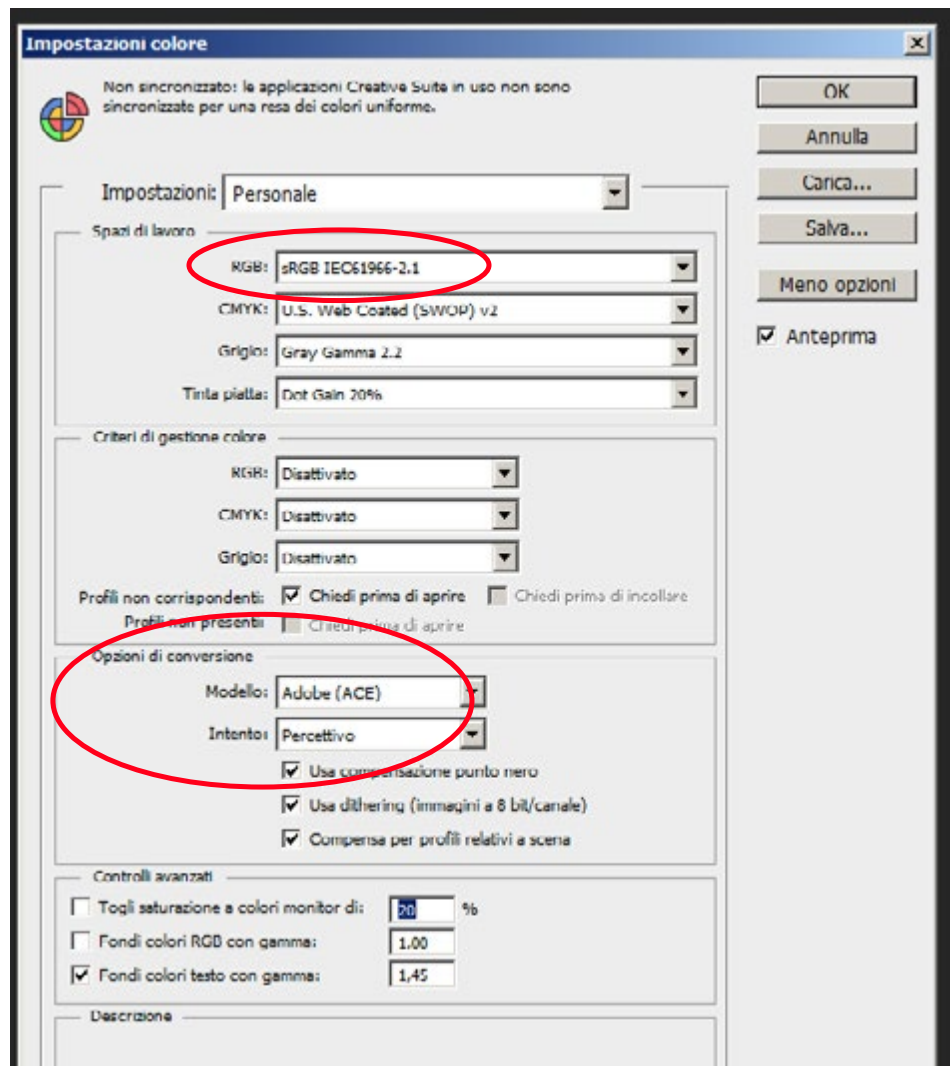 Impostazioni colore
Non sincronizzato: le applicazioni Creative Suite in uso non sono
sincronizzate per una resa dei colori uniforme.
OK
Annulla
Carica...
Salva...
Meno opzioni
Anteprima
Impostazioni: Personale
Spazi di lavoro
RGB: sRGB IEC61966-2.1
CMYK: U.S. Web Coated (SWOP) v2
Grigio: Gray Gamma 2.2
Tinta piatta: Dot Gain 20%
Criteri di gestione colore
RGB: Disattivato
CMYK: Disattivato
Grigio: Disattivato
Profili non corrispondenti: Chiedi prima di aprire Chiedi prima di incollare
Profili non presenti: Chiedi prima di aprire
Opzioni di conversione
Modello: Adobe (ACE)
Intento: Percettivo
Usa compensazione punto nero
Usa dithering (immagini a 8 bit/canale)
Compensa per profili relativi a scena
Controlli avanzati
Togli saturazione a colori monitor di: 20 %
Fondi colori RGB con gamma: 1.00
Fondi colori testo con gamma: 1,45
Descrizione